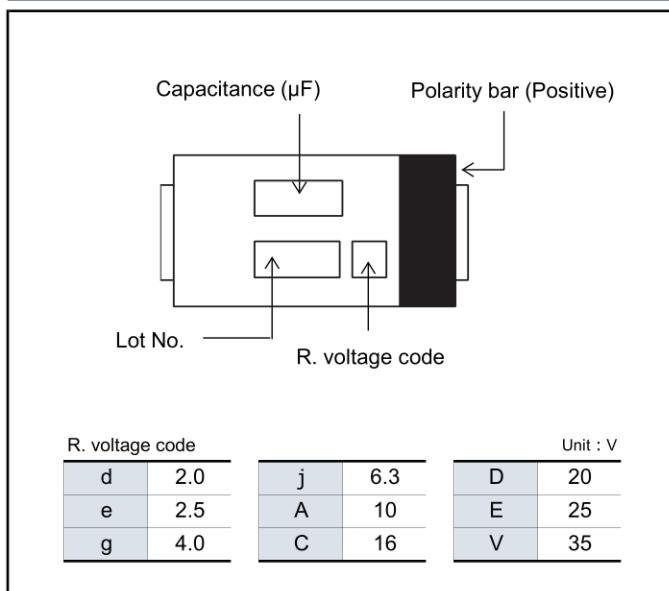 Capacitance (μF)
Polarity bar (Positive)
Lot No.
R. voltage code
R. voltage code
Unit : V
d 2.0 j 6.3 D 20
e 2.5 A 10 E 25
g 4.0 C 16 V 35